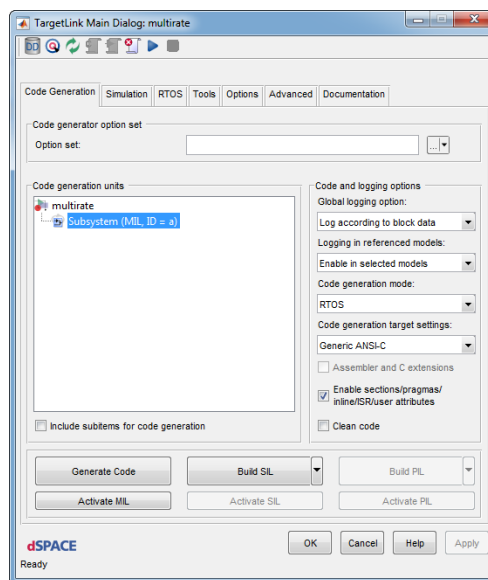 TargetLink Main Dialog: multirate
Code Generation Simulation RTOS Tools Options Advanced Documentation
Code generator option set
Option set:
...
Code generation units
multirate
Subsystem (MIL, ID = a)
Include subitems for code generation
Code and logging options
Global logging option:
Log according to block data
Logging in referenced models:
Enable in selected models
Code generation mode:
RTOS
Code generation target settings:
Generic ANSI-C
Assembler and C extensions
Enable sections/pragmas/
inline/ISR/user attributes
Clean code
Generate Code Build SIL Build PIL
Activate MIL Activate SIL Activate PIL
dSPACE
OK Cancel Help Apply
Ready